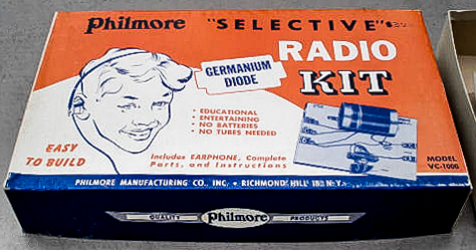 Philmore "SELECTIVE"
RADIO
KIT
GERMANIUM
DIODE
• EDUCATIONAL
• ENTERTAINING
• NO BATTERIES
• NO TUBES NEEDED
EASY
TO BUILD
Includes EARPHONE, Complete
Parts, and Instructions
MODEL
VC-1000
PHILMORE MANUFACTURING CO., INC. • RICHMOND HILL N.Y.
QUALITY Philmore PRODUCTS